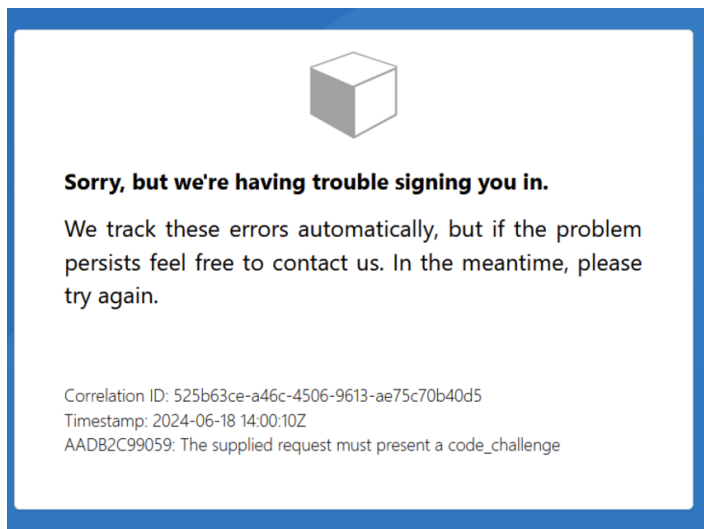 Sorry, but we're having trouble signing you in.
We track these errors automatically, but if the problem
persists feel free to contact us. In the meantime, please
try again.
Correlation ID: 525b63ce-a46c-4506-9613-ae75c70b40d5
Timestamp: 2024-06-18 14:00:10Z
AADB2C99059: The supplied request must present a code_challenge